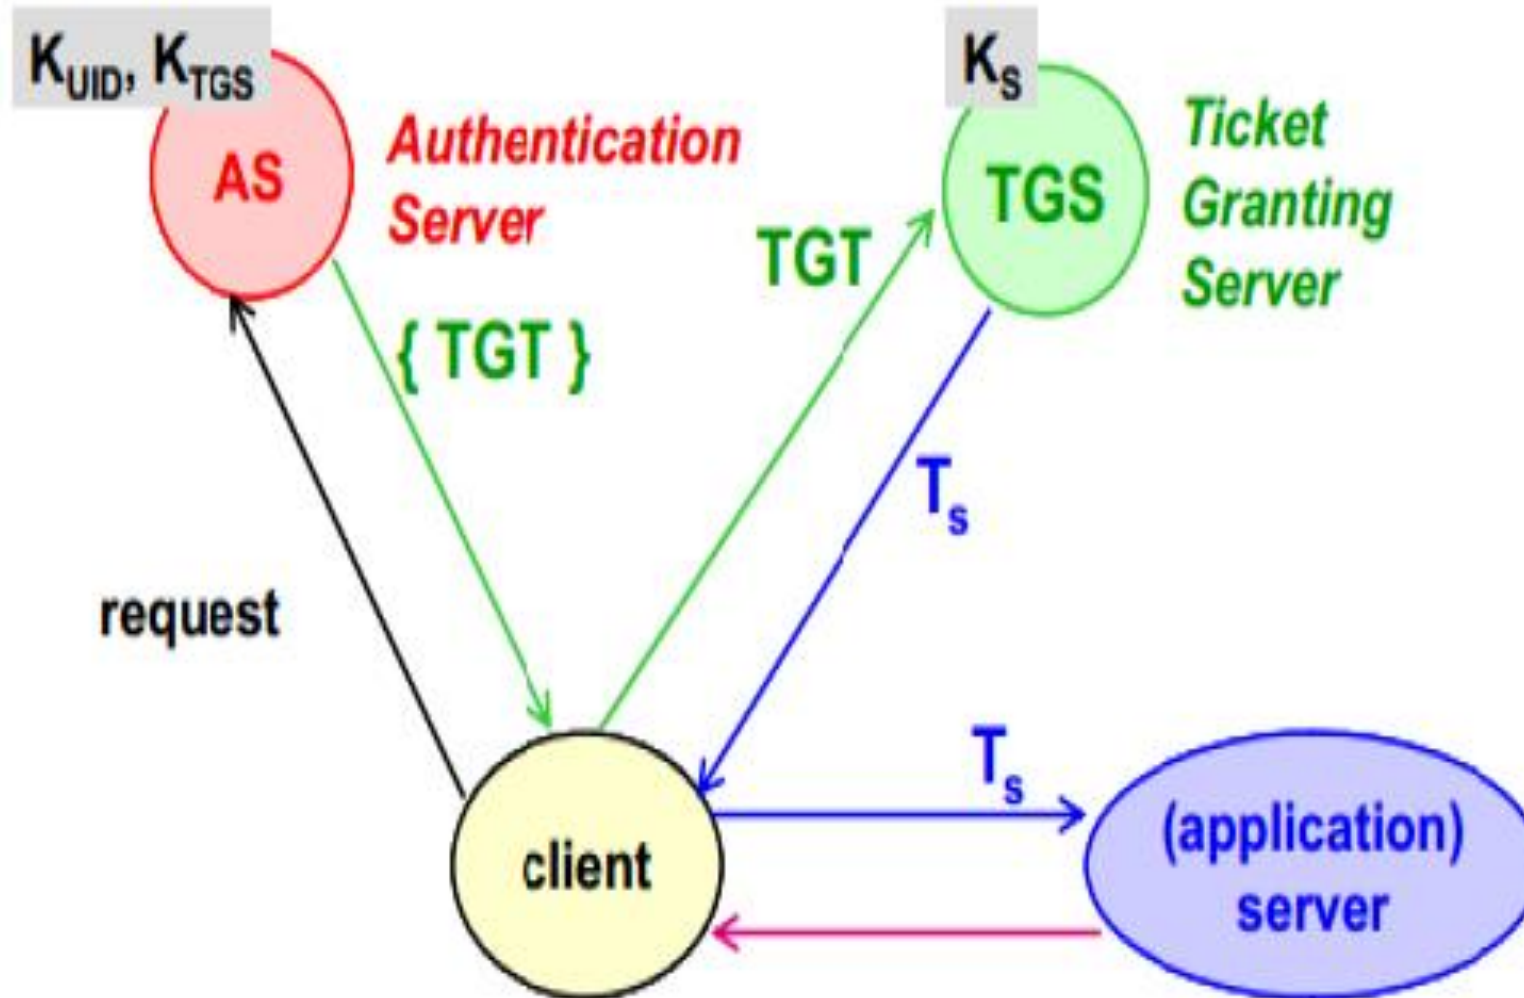 K_UID, K_TGS
AS
Authentication
Server
{ TGT }
request
K_S
TGS
Ticket
Granting
Server
TGT
T_s
T_s
client
(application)
server